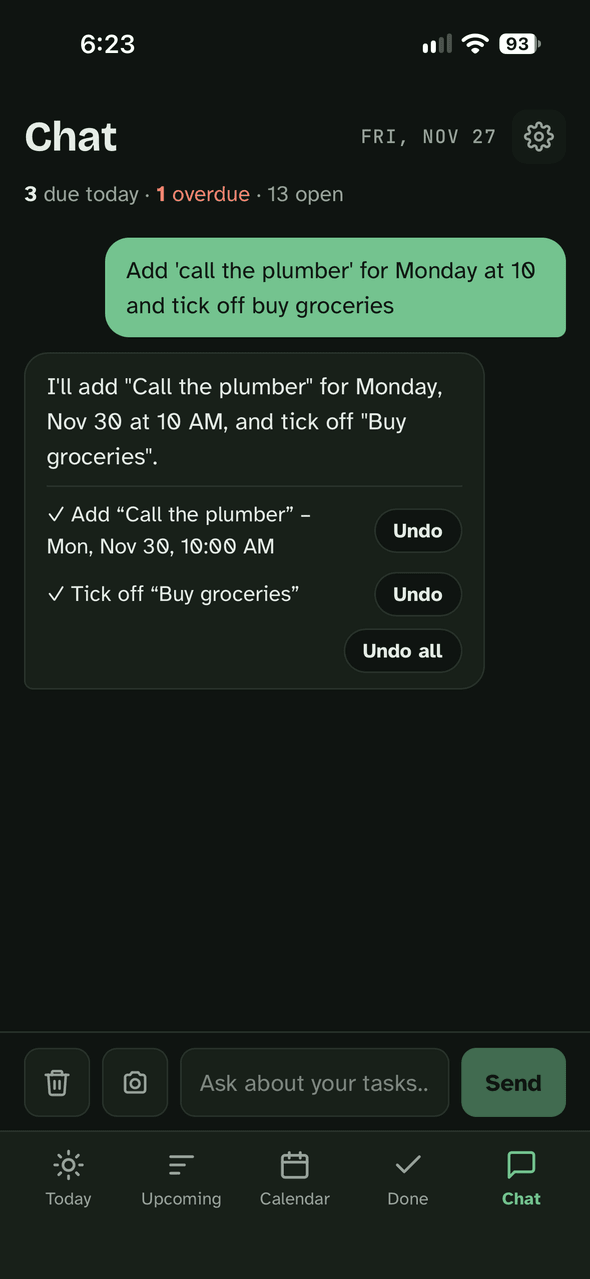 6:23
93
Chat
FRI, NOV 27
3 due today · 1 overdue · 13 open
Add 'call the plumber' for Monday at 10
and tick off buy groceries
I'll add "Call the plumber" for Monday,
Nov 30 at 10 AM, and tick off "Buy
groceries".
✓ Add “Call the plumber” –
Mon, Nov 30, 10:00 AM
Undo
✓ Tick off “Buy groceries”
Undo
Undo all
Ask about your tasks..
Send
Today
Upcoming
Calendar
Done
Chat